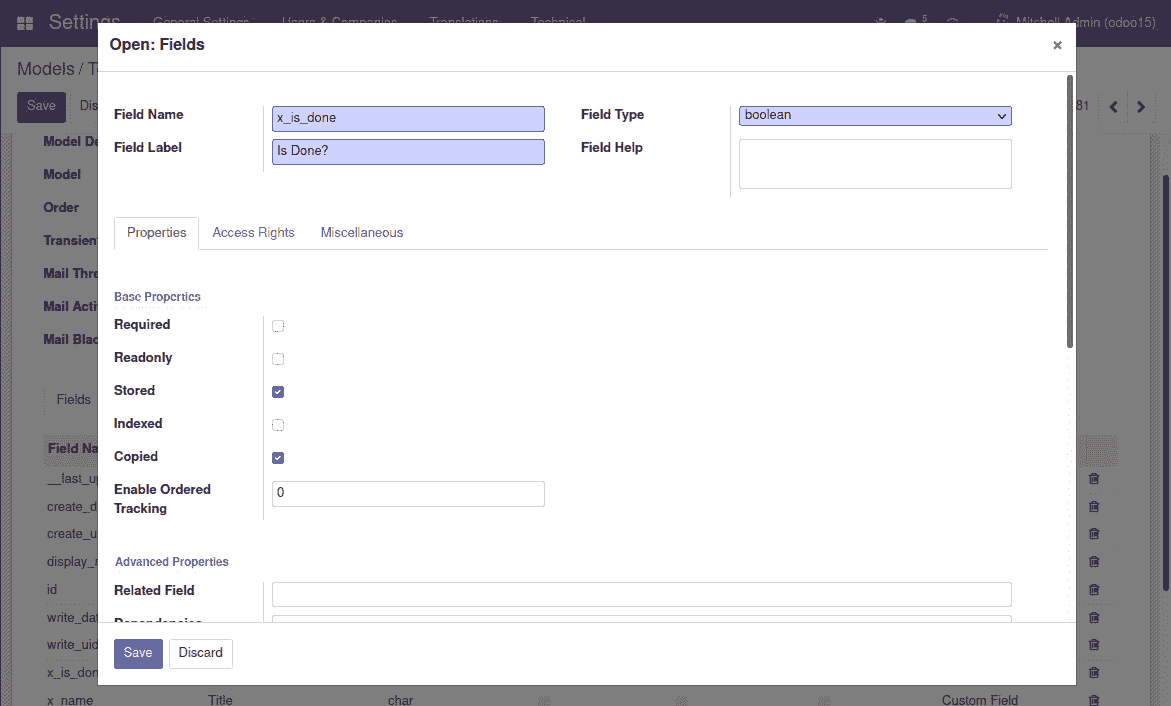 Settings General Settings Users & Companies Translations Technical 5 Mitchell Admin (odoo15)
Open: Fields ×
Models / T
Save Dis 81
Field Name x_is_done Field Type boolean
Field Label Is Done? Field Help
Model De
Model
Order
Transien
Mail Thre
Mail Acti
Mail Blac
Properties Access Rights Miscellaneous
Base Properties
Required
Readonly
Stored
Indexed
Copied
Enable Ordered
Tracking
0
Fields
Field Na
__last_up
create_d
create_u
display_n
id
write_dat
write_uid
x_is_don
Advanced Properties
Related Field
Dependencies
Save Discard
x_name Title char Custom Field